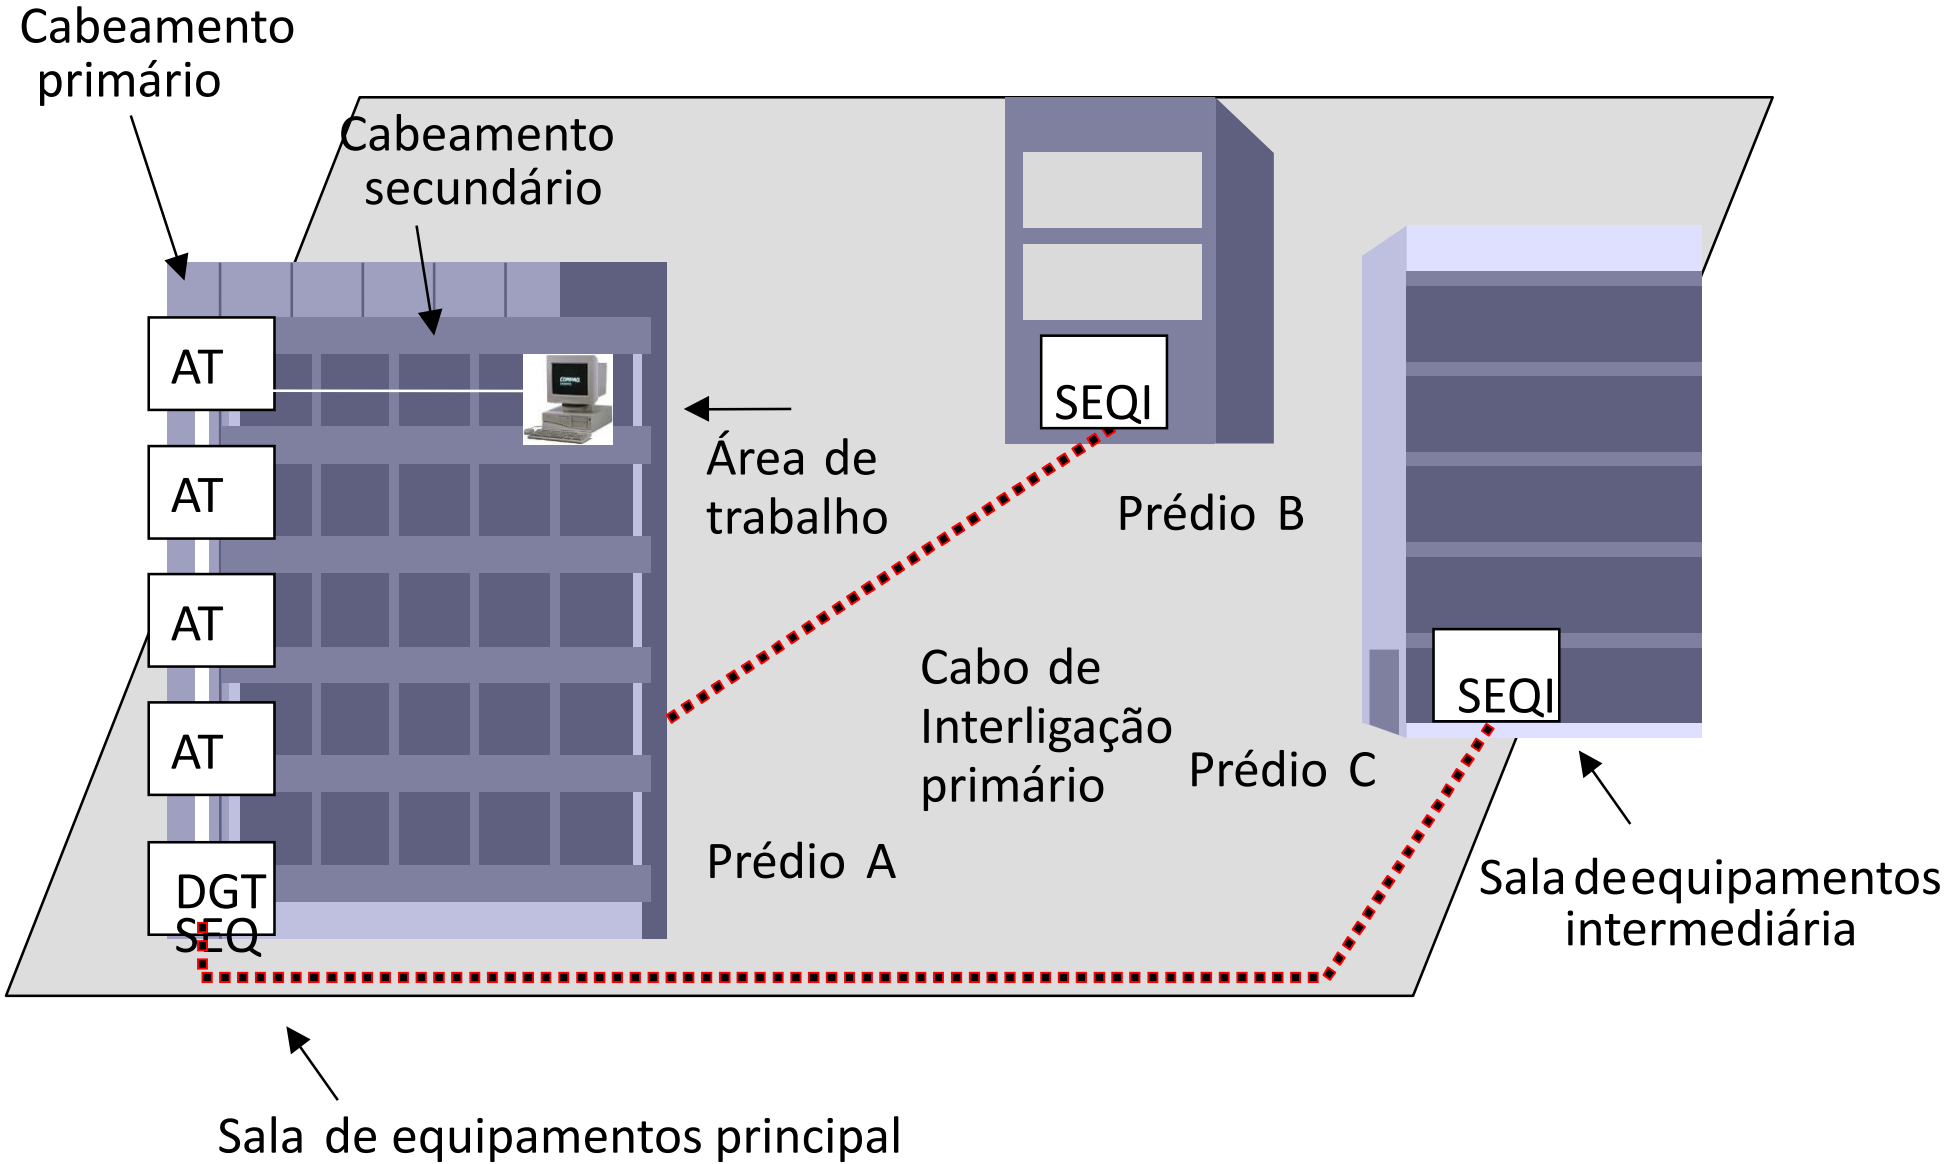 Cabeamento
primário
Cabeamento
secundário
AT
AT
AT
AT
DGT
SEQ
Área de
trabalho
SEQI
Prédio B
Cabo de
Interligação
primário
SEQI
Prédio C
Prédio A
Sala de equipamentos
intermediária
Sala de equipamentos principal